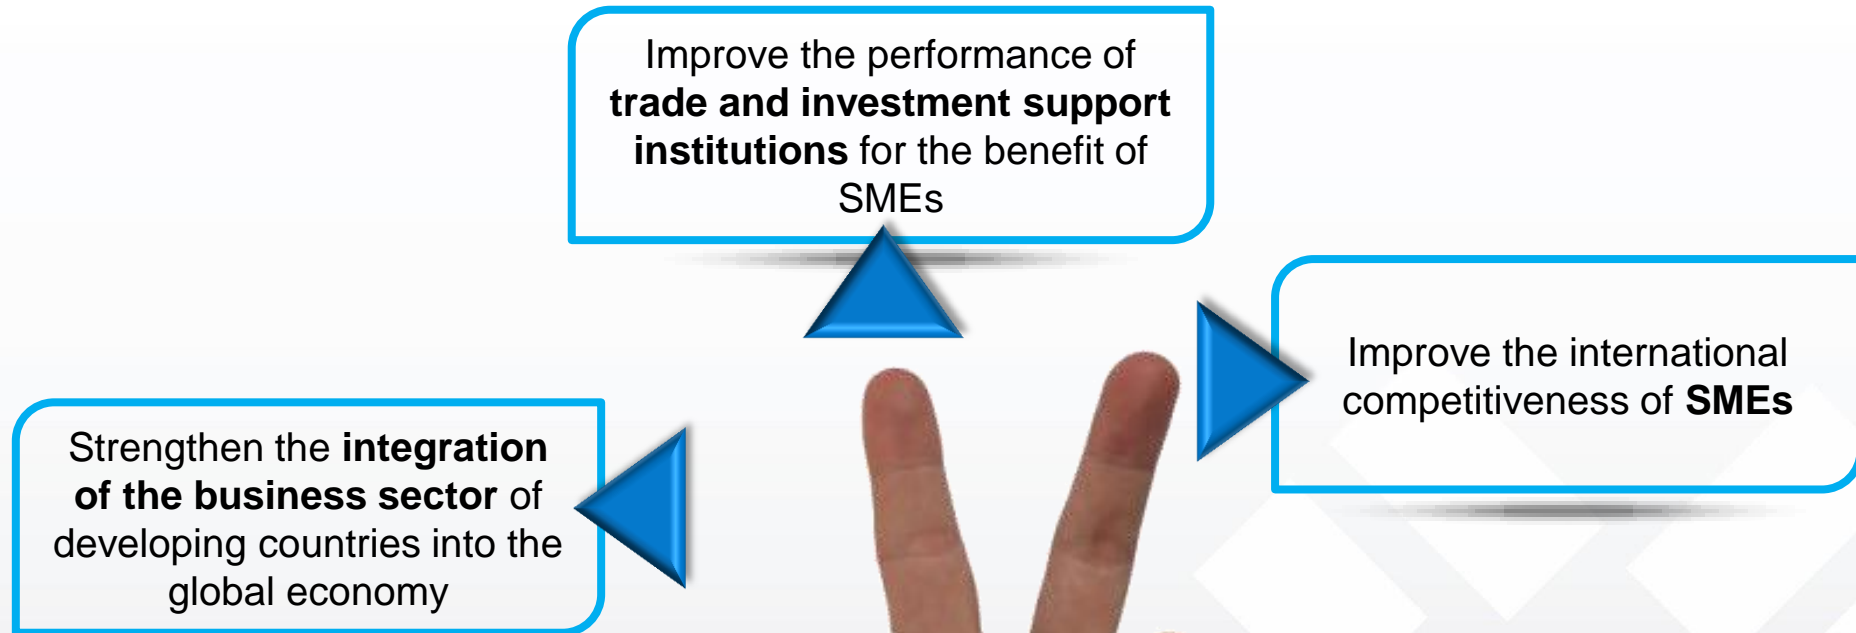 Improve the performance of
trade and investment support
institutions for the benefit of
SMEs
Improve the international
competitiveness of SMEs
Strengthen the integration
of the business sector of
developing countries into the
global economy